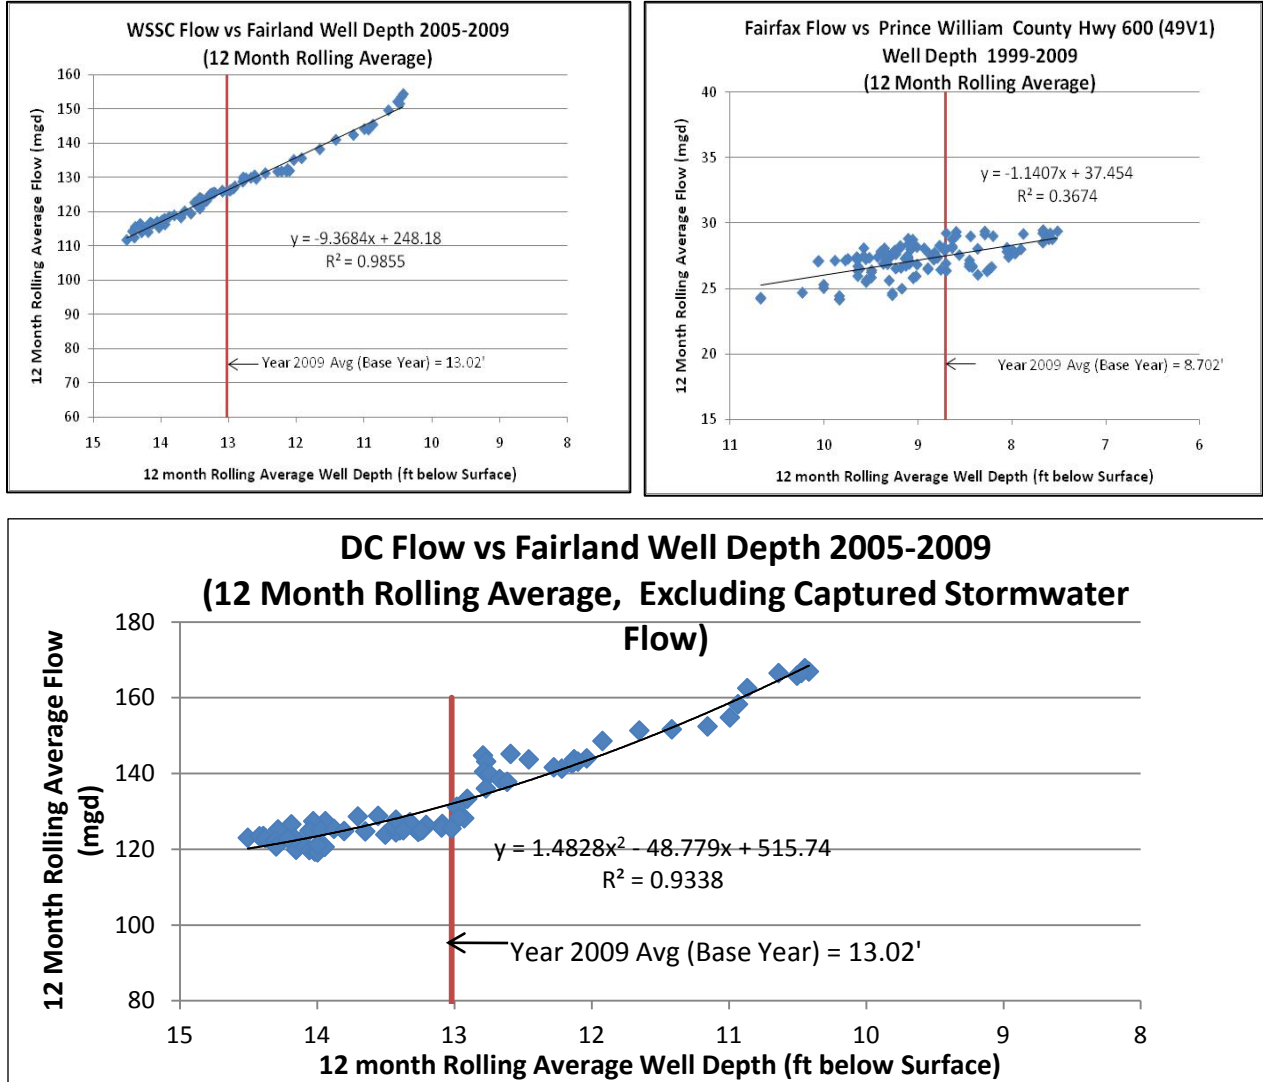 WSSC Flow vs Fairland Well Depth 2005-2009
(12 Month Rolling Average)
12 Month Rolling Average Flow (mgd)
160
150
140
130
120
110
100
90
80
70
60
y = -9.3684x + 248.18
R² = 0.9855
Year 2009 Avg (Base Year) = 13.02'
15 14 13 12 11 10 9 8
12 month Rolling Average Well Depth (ft below Surface)
Fairfax Flow vs Prince William County Hwy 600 (49V1)
Well Depth 1999-2009
(12 Month Rolling Average)
12 Month Rolling Average Flow (mgd)
40
35
30
25
20
15
y = -1.1407x + 37.454
R² = 0.3674
Year 2009 Avg (Base Year) = 8.702'
11 10 9 8 7 6
12 month Rolling Average Well Depth (ft below Surface)
DC Flow vs Fairland Well Depth 2005-2009
(12 Month Rolling Average, Excluding Captured Stormwater
Flow)
12 Month Rolling Average Flow
(mgd)
180
160
140
120
100
80
y = 1.4828x² - 48.779x + 515.74
R² = 0.9338
Year 2009 Avg (Base Year) = 13.02'
15 14 13 12 11 10 9 8
12 month Rolling Average Well Depth (ft below Surface)